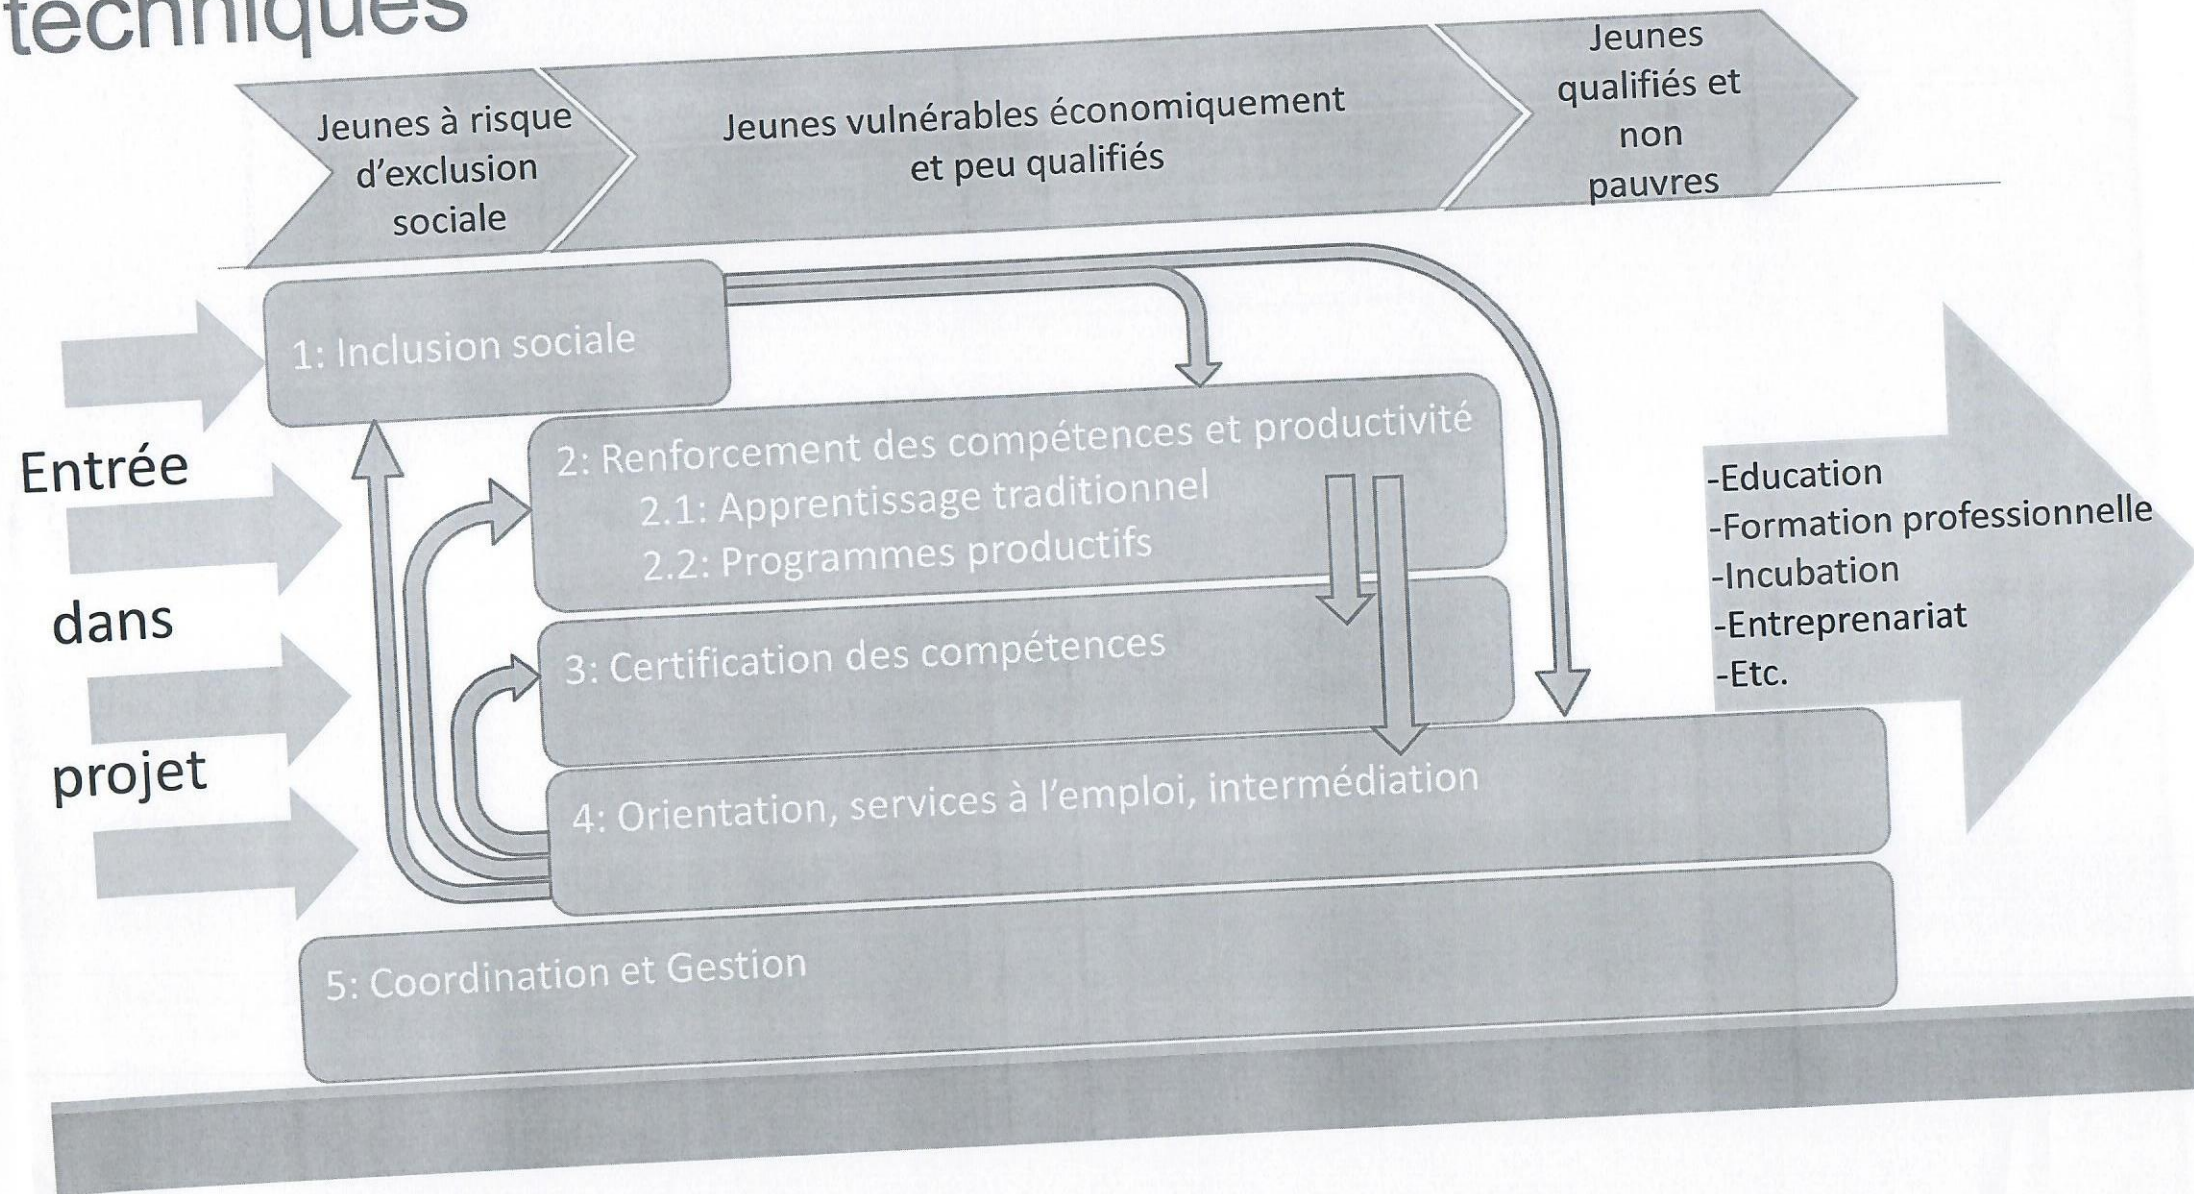 techniques
Jeunes à risque
d'exclusion
sociale
Jeunes vulnérables économiquement
et peu qualifiés
Jeunes
qualifiés et
non
pauvres
1: Inclusion sociale
Entrée
dans
projet
2: Renforcement des compétences et productivité
2.1: Apprentissage traditionnel
2.2: Programmes productifs
3: Certification des compétences
4: Orientation, services à l'emploi, intermédiation
5: Coordination et Gestion
-Education
-Formation professionnelle
-Incubation
-Entreprenariat
-Etc.